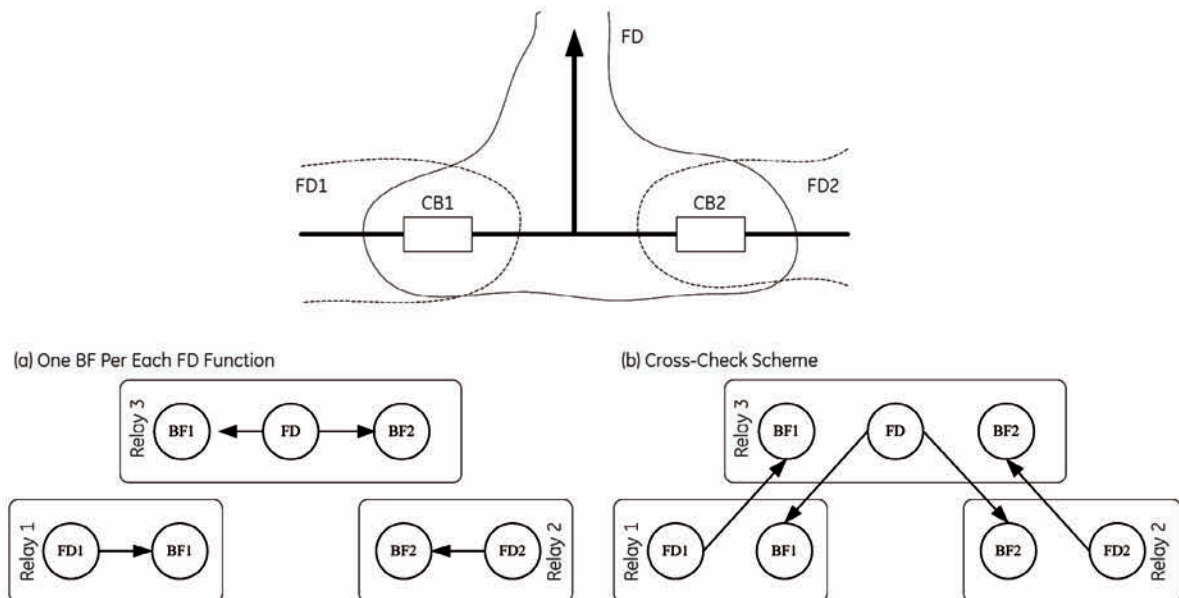 FD
FD1
FD2
CB1
CB2
(a) One BF Per Each FD Function
Relay 3
BF1
FD
BF2
Relay 1
FD1
BF1
BF2
FD2
Relay 2
(b) Cross-Check Scheme
Relay 3
BF1
FD
BF2
Relay 1
FD1
BF1
BF2
FD2
Relay 2